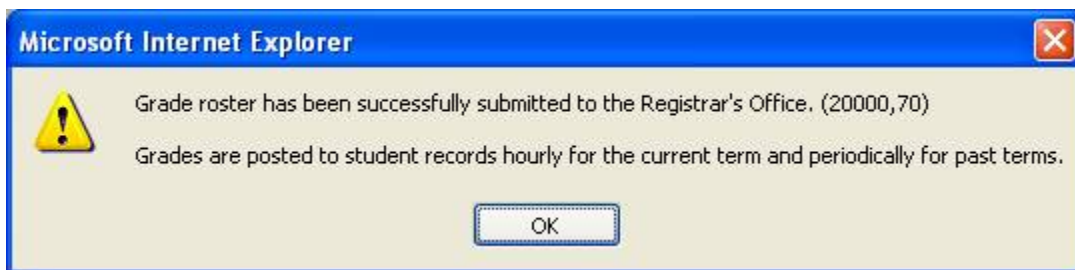 Microsoft Internet Explorer
Grade roster has been successfully submitted to the Registrar's Office. (20000,70)
Grades are posted to student records hourly for the current term and periodically for past terms.
OK